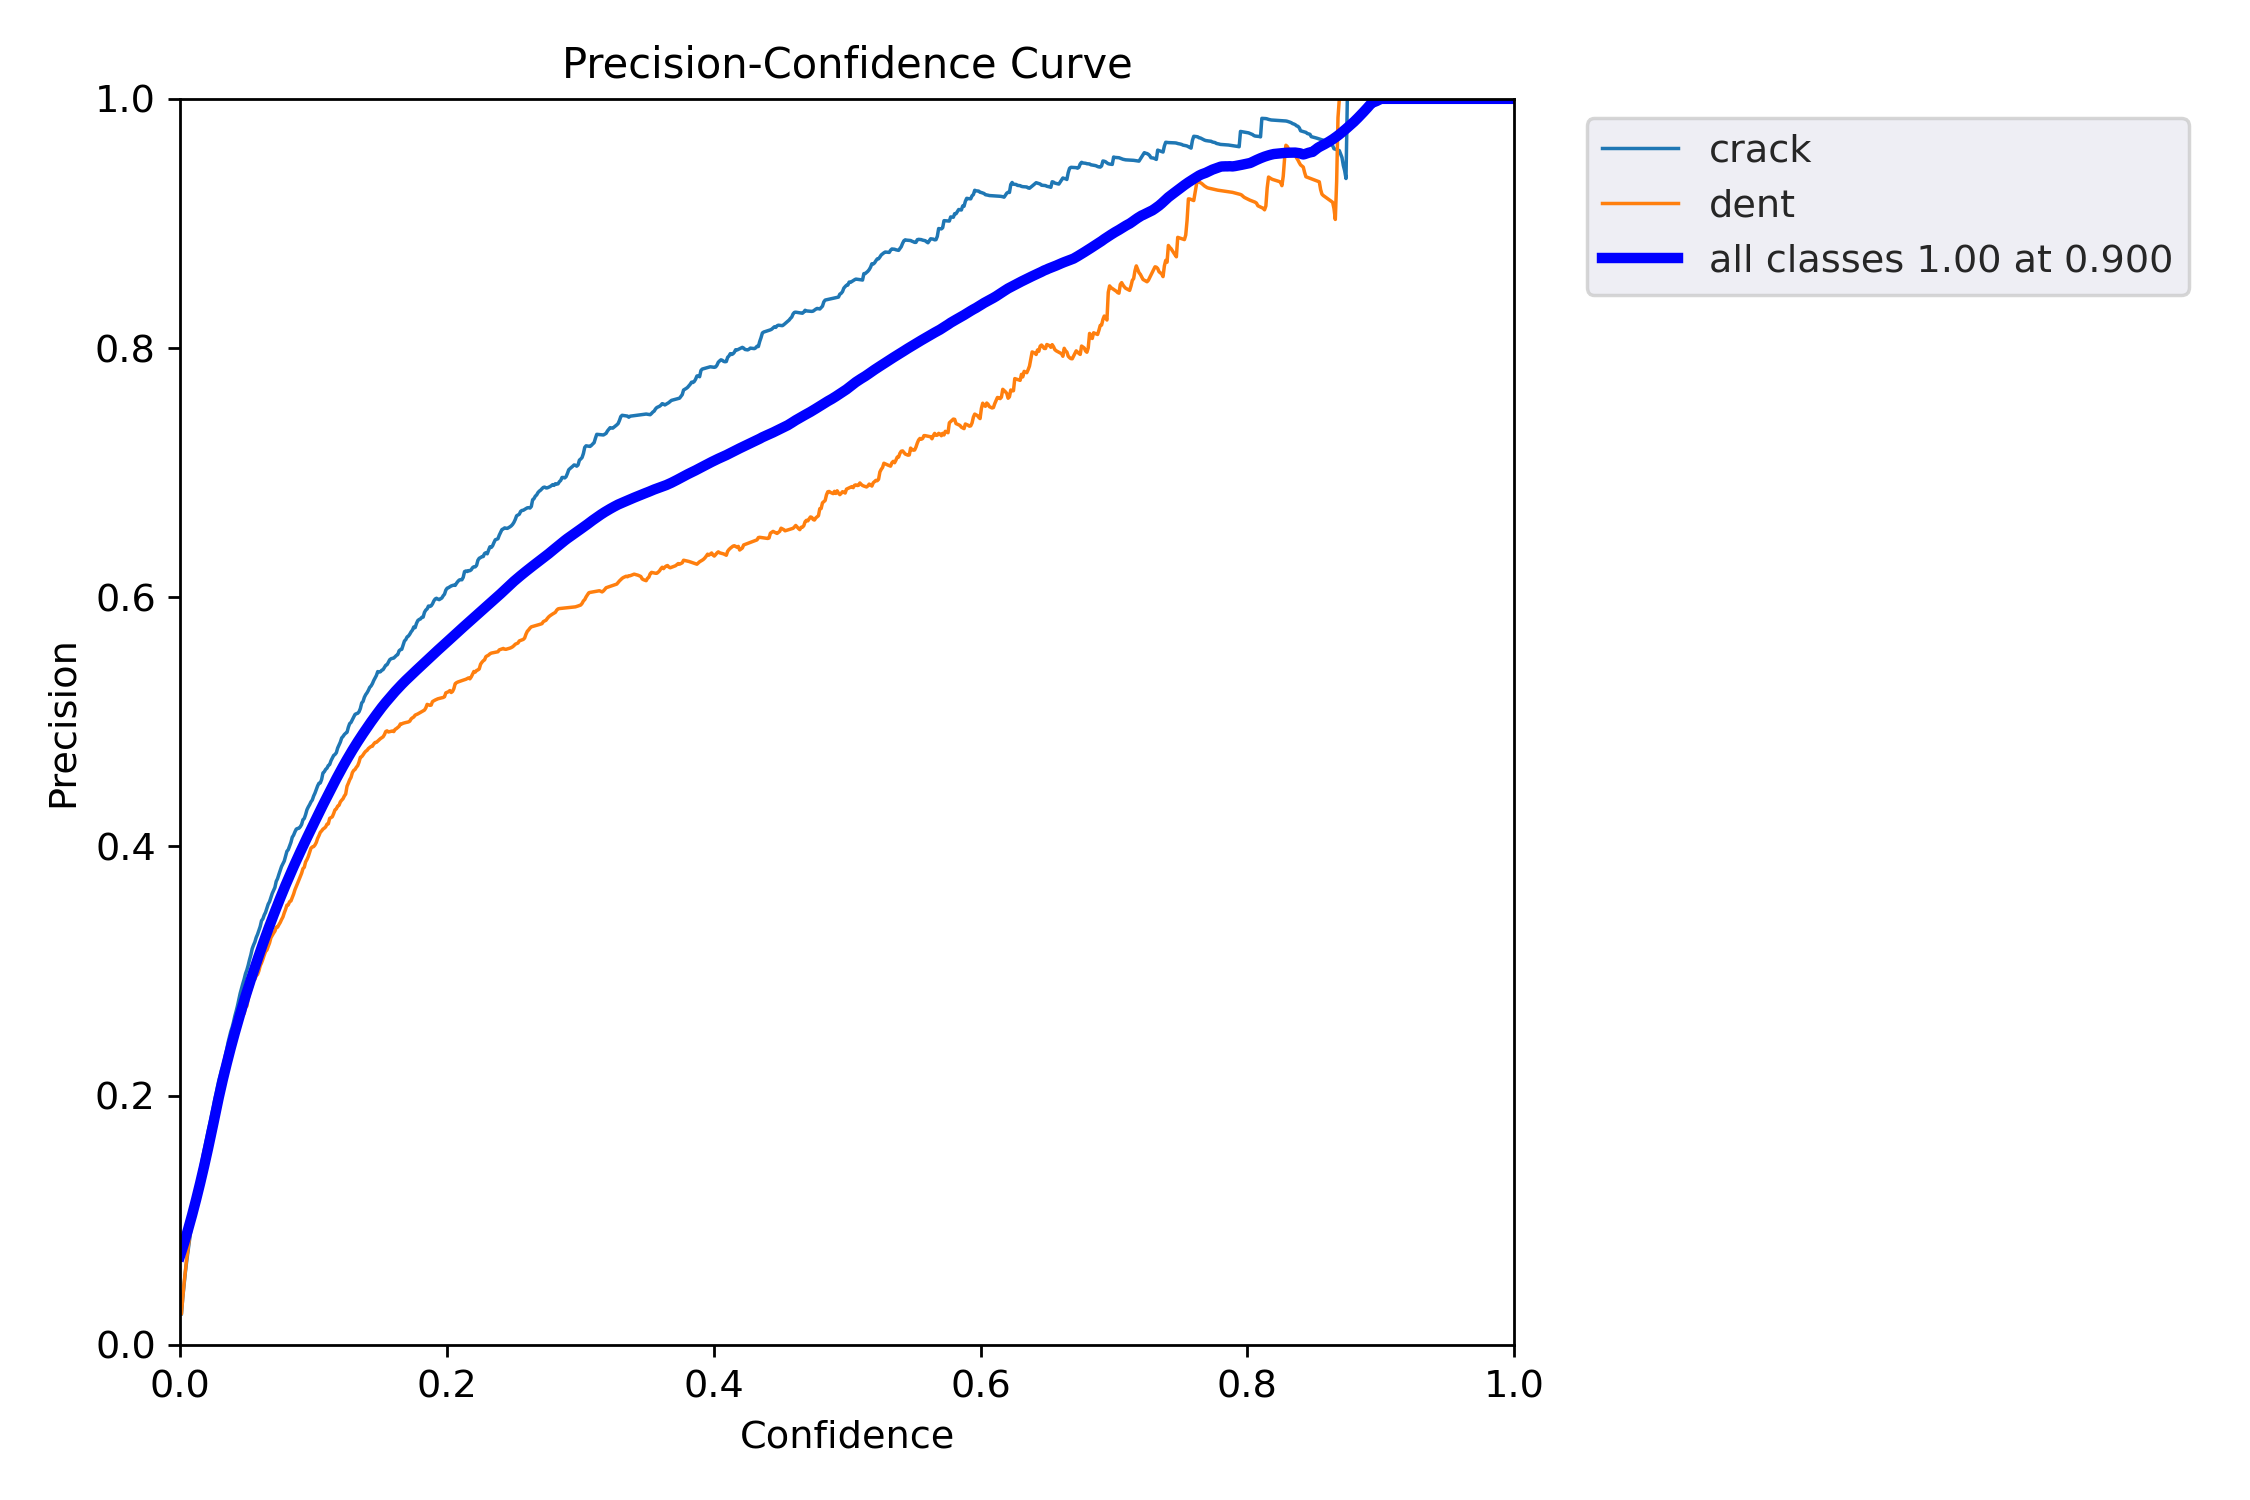 Precision-Confidence Curve
1.0
0.8
0.6
0.4
0.2
0.0
Precision
0.0 0.2 0.4 0.6 0.8 1.0
Confidence
crack
dent
all classes 1.00 at 0.900